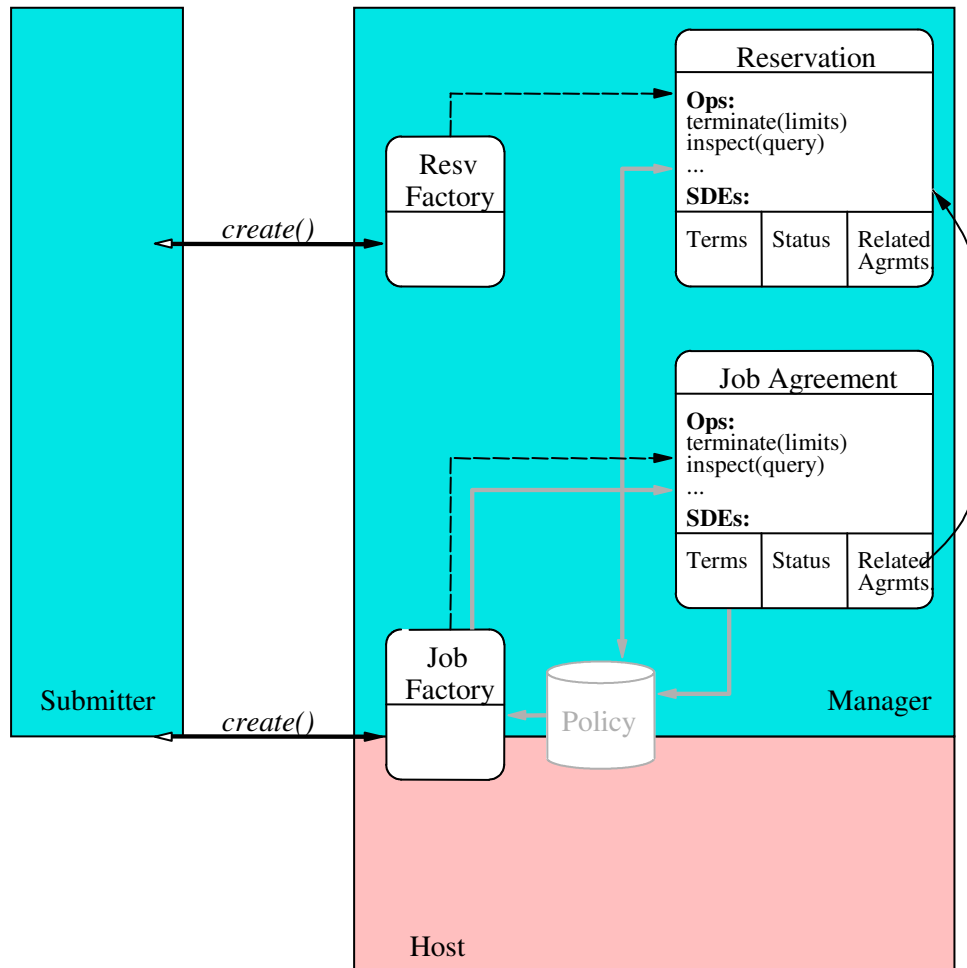 Reservation
Ops:
terminate(limits)
inspect(query)
...
SDEs:
Terms
Status
Related
Agrmts.
Resv
Factory
create()
Job Agreement
Ops:
terminate(limits)
inspect(query)
...
SDEs:
Terms
Status
Related
Agrmts.
Job
Factory
Submitter
create()
Policy
Manager
Host